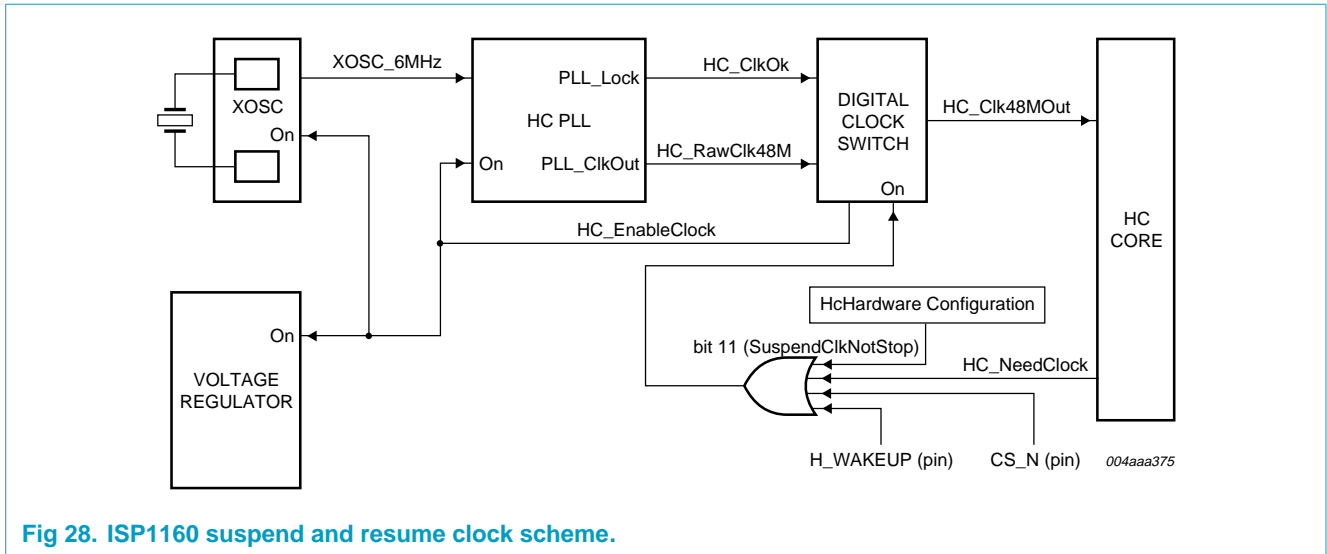 XOSC_6MHz
XOSC
On
PLL_Lock
HC PLL
On
PLL_ClkOut
HC_ClkOk
HC_RawClk48M
DIGITAL
CLOCK
SWITCH
On
HC_Clk48MOut
HC
CORE
HC_EnableClock
On
VOLTAGE
REGULATOR
HcHardware Configuration
bit 11 (SuspendClkNotStop)
HC_NeedClock
H_WAKEUP (pin)
CS_N (pin)
004aaa375
Fig 28. ISP1160 suspend and resume clock scheme.